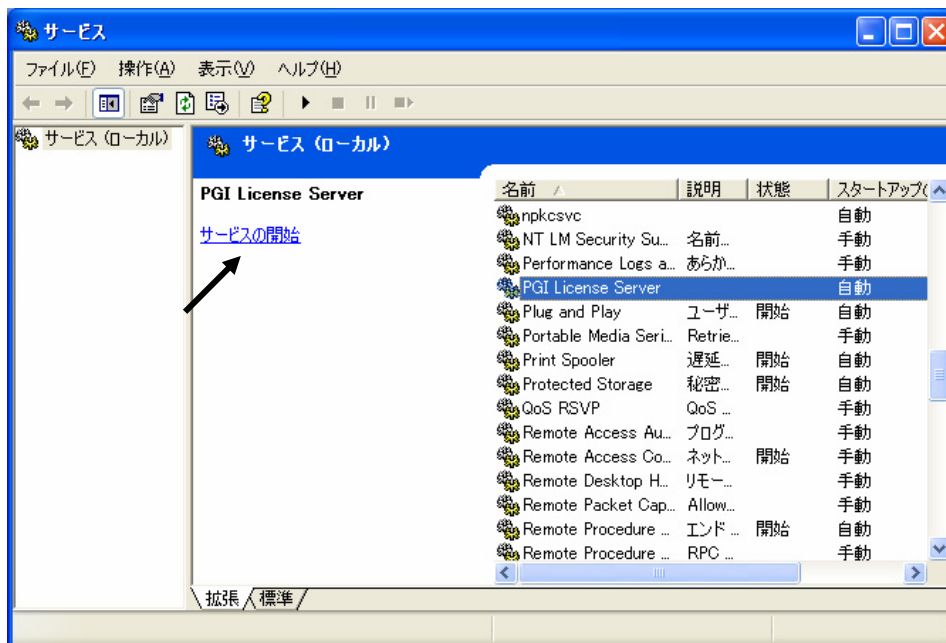 サービス
ファイル(F) 操作(A) 表示(V) ヘルプ(H)
サービス (ローカル)
サービス (ローカル)
PGI License Server
サービスの開始
名前 説明 状態 スタートアップ(
npkcsvc 自動
NT LM Security Su... 名前... 手動
Performance Logs a... あらか... 手動
PGI License Server 自動
Plug and Play ユーザ... 開始 自動
Portable Media Seri... Retrie... 手動
Print Spooler 遅延... 開始 自動
Protected Storage 秘密... 開始 自動
QoS RSVP QoS ... 手動
Remote Access Au... プログ... 手動
Remote Access Co... ネット... 開始 手動
Remote Desktop H... リモー... 手動
Remote Packet Cap... Allow... 手動
Remote Procedure ... エンド ... 開始 自動
Remote Procedure ... RPC ... 手動
拡張 標準